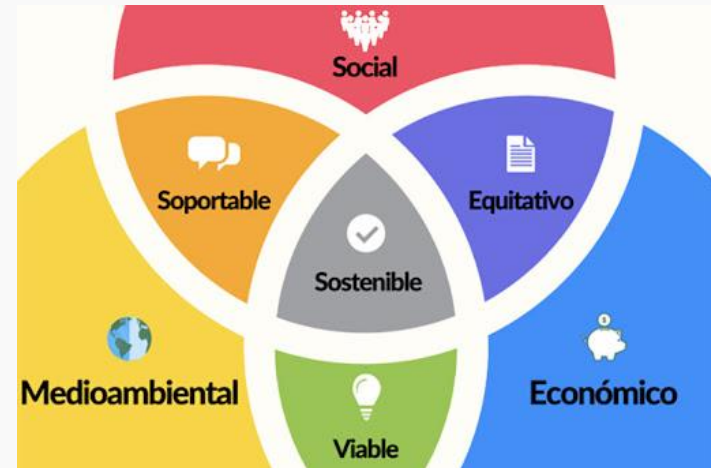 Social
Soportable
Equitativo
Sostenible
Medioambiental
Económico
Viable